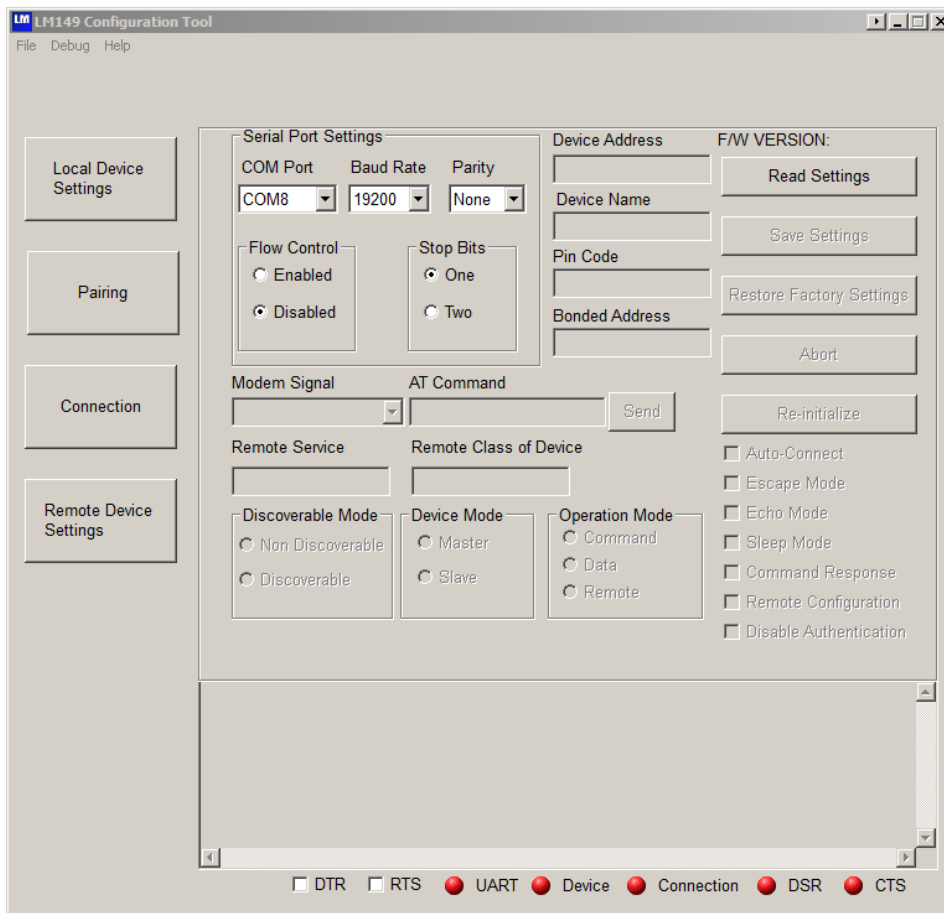 LM LM149 Configuration Tool
File Debug Help
Local Device
Settings
Pairing
Connection
Remote Device
Settings
Serial Port Settings
COM Port Baud Rate Parity
COM8 19200 None
Flow Control
Enabled
Disabled
Stop Bits
One
Two
Device Address
Device Name
Pin Code
Bonded Address
F/W VERSION:
Read Settings
Save Settings
Restore Factory Settings
Abort
Re-initialize
Modem Signal AT Command
Send
Remote Service Remote Class of Device
Discoverable Mode
Non Discoverable
Discoverable
Device Mode
Master
Slave
Operation Mode
Command
Data
Remote
Auto-Connect
Escape Mode
Echo Mode
Sleep Mode
Command Response
Remote Configuration
Disable Authentication
DTR RTS UART Device Connection DSR CTS